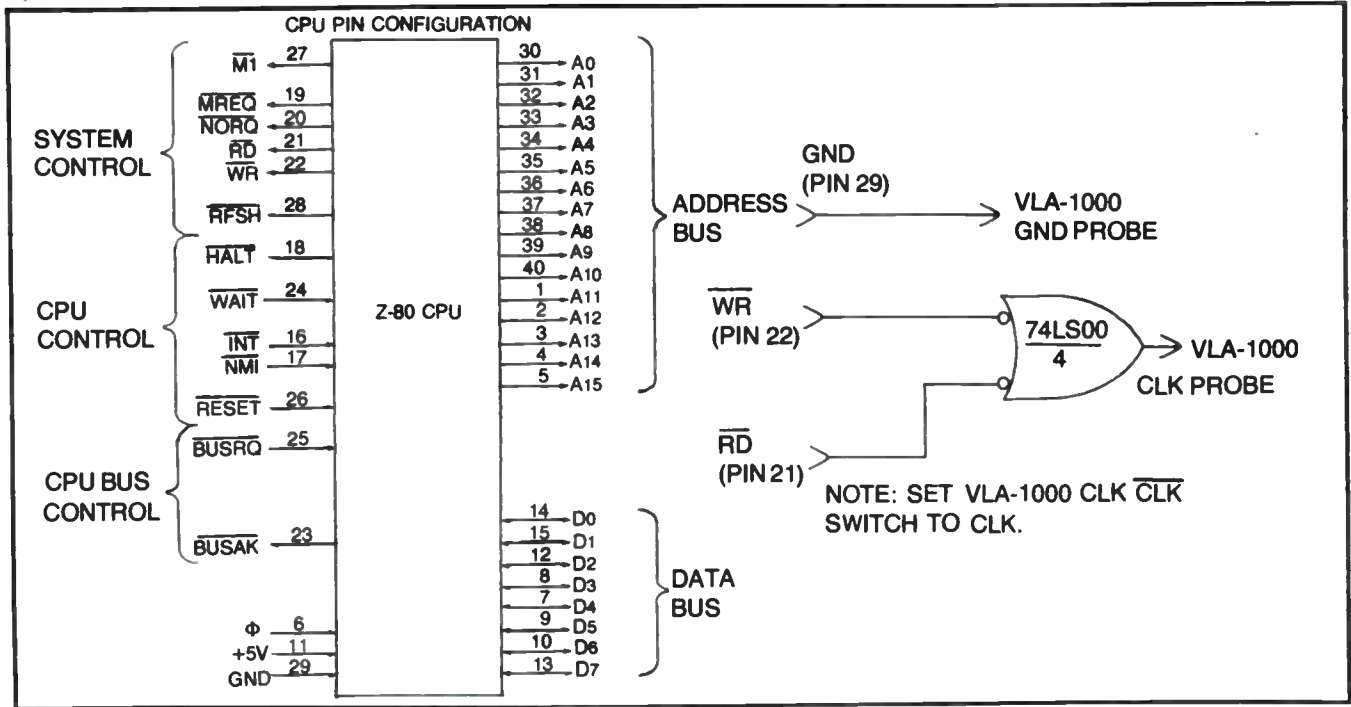 CPU PIN CONFIGURATION
SYSTEM
CONTROL
M1 27
MREQ 19
NORQ 20
RD 21
WR 22
RFSH 28
CPU
CONTROL
HALT 18
WAIT 24
INT 16
NMI 17
RESET 26
CPU BUS
CONTROL
BUSRQ 25
BUSAK 23
Φ 6
+5V 11
GND 29
Z-80 CPU
30 A0
31 A1
32 A2
33 A3
34 A4
35 A5
36 A6
37 A7
38 A8
39 A9
40 A10
1 A11
2 A12
3 A13
4 A14
5 A15
ADDRESS
BUS
14 D0
15 D1
12 D2
8 D3
7 D4
9 D5
10 D6
13 D7
DATA
BUS
GND
(PIN 29)
VLA-1000
GND PROBE
WR
(PIN 22)
74LS00
4
VLA-1000
CLK PROBE
RD
(PIN 21)
NOTE: SET VLA-1000 CLK CLK
SWITCH TO CLK.